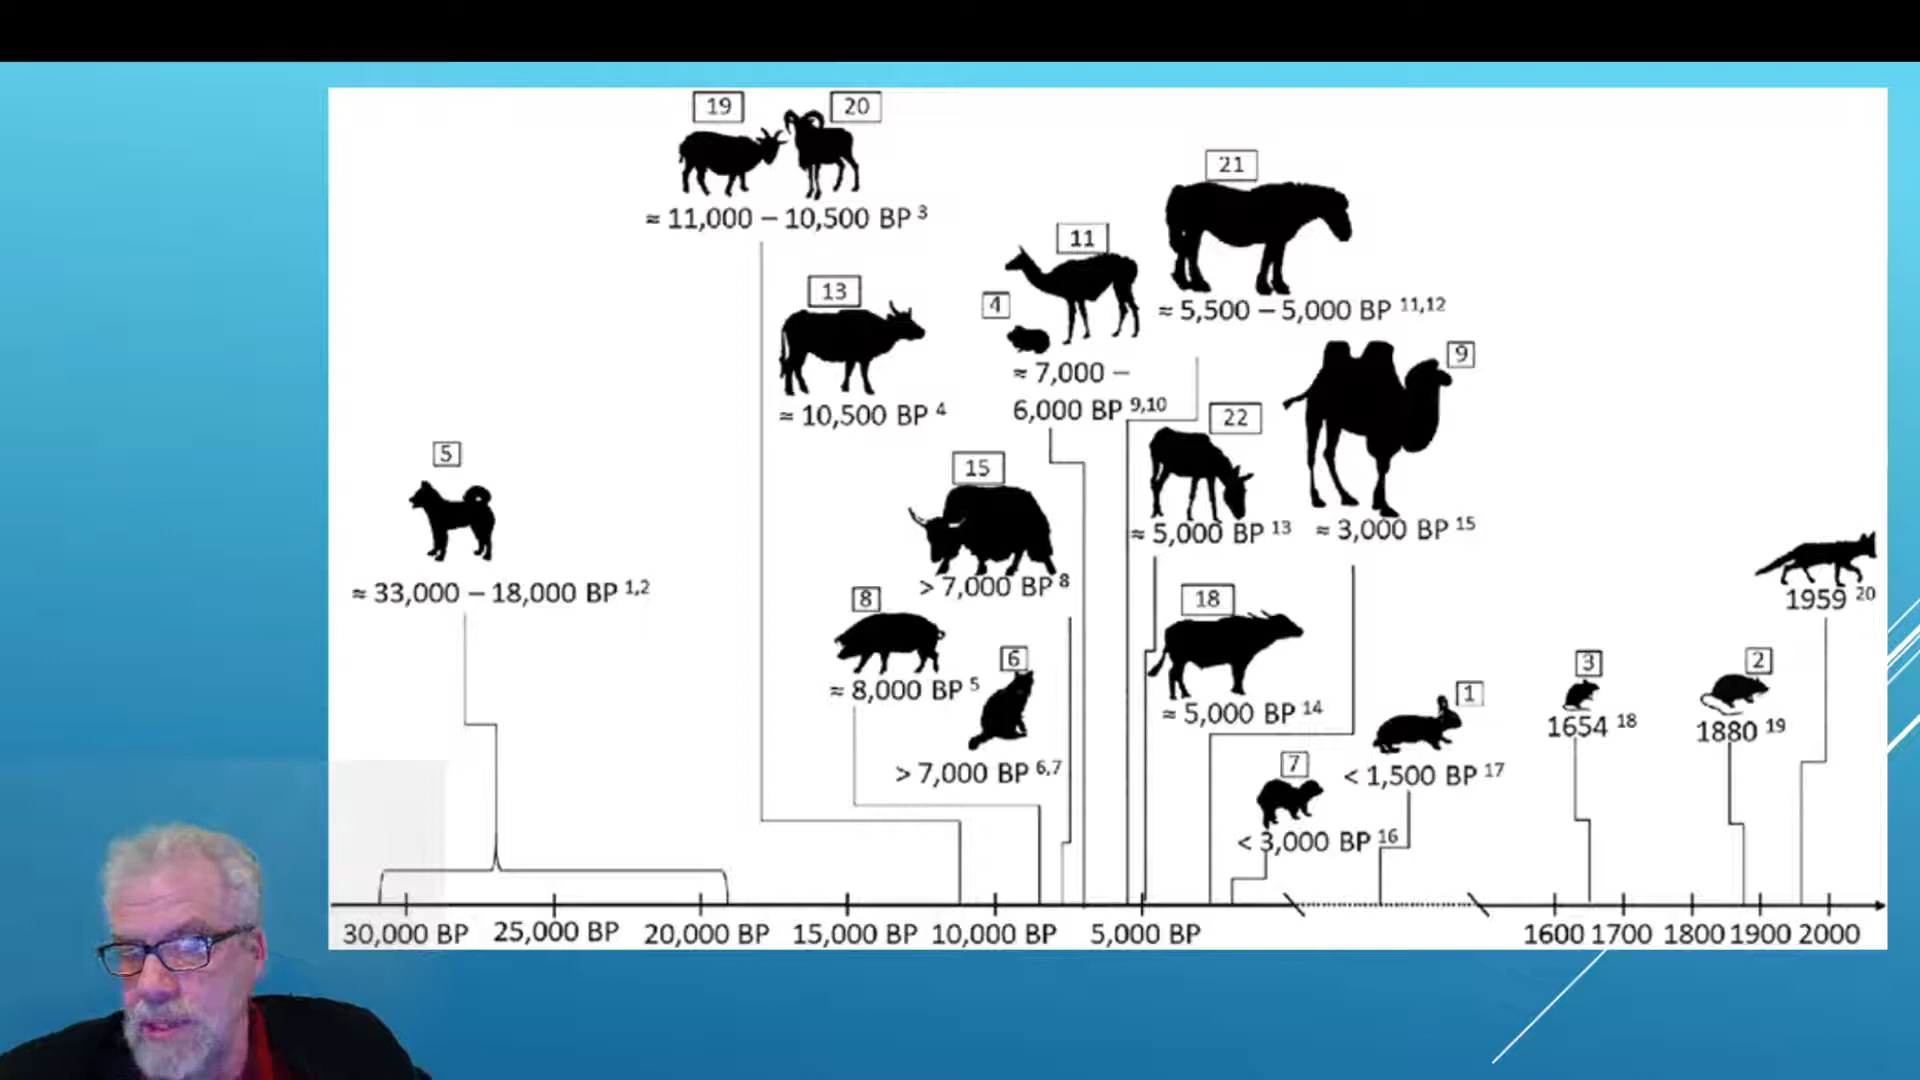 19
20
≈ 11,000 – 10,500 BP 3
21
≈ 5,500 – 5,000 BP 11,12
11
4
≈ 7,000 –
6,000 BP 9,10
13
≈ 10,500 BP 4
9
≈ 3,000 BP 15
22
≈ 5,000 BP 13
5
≈ 33,000 – 18,000 BP 1,2
15
> 7,000 BP 8
8
≈ 8,000 BP 5
6
> 7,000 BP 6,7
18
≈ 5,000 BP 14
7
< 3,000 BP 16
1
< 1,500 BP 17
3
1654 18
2
1880 19
1959 20
30,000 BP 25,000 BP 20,000 BP 15,000 BP 10,000 BP 5,000 BP 1600 1700 1800 1900 2000